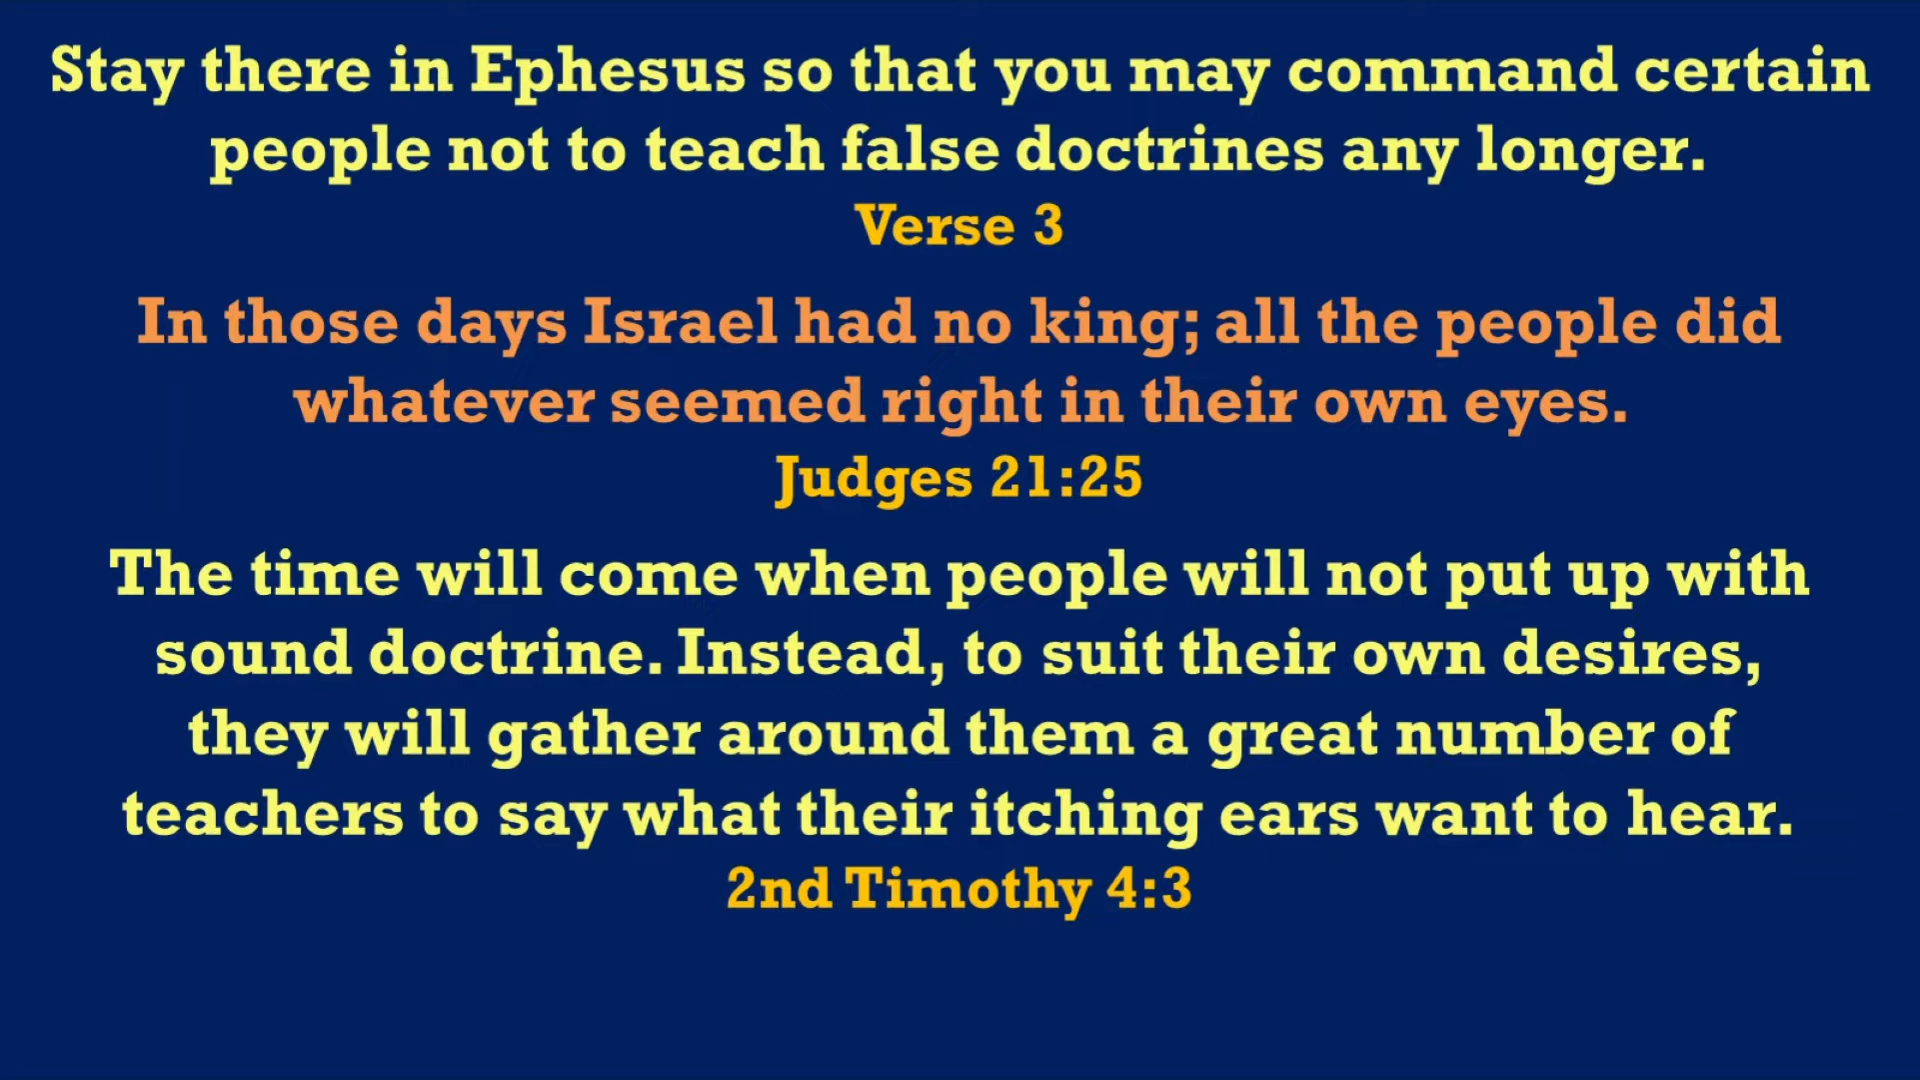 Stay there in Ephesus so that you may command certain
people not to teach false doctrines any longer.
Verse 3
In those days Israel had no king; all the people did
whatever seemed right in their own eyes.
Judges 21:25
The time will come when people will not put up with
sound doctrine. Instead, to suit their own desires,
they will gather around them a great number of
teachers to say what their itching ears want to hear.
2nd Timothy 4:3